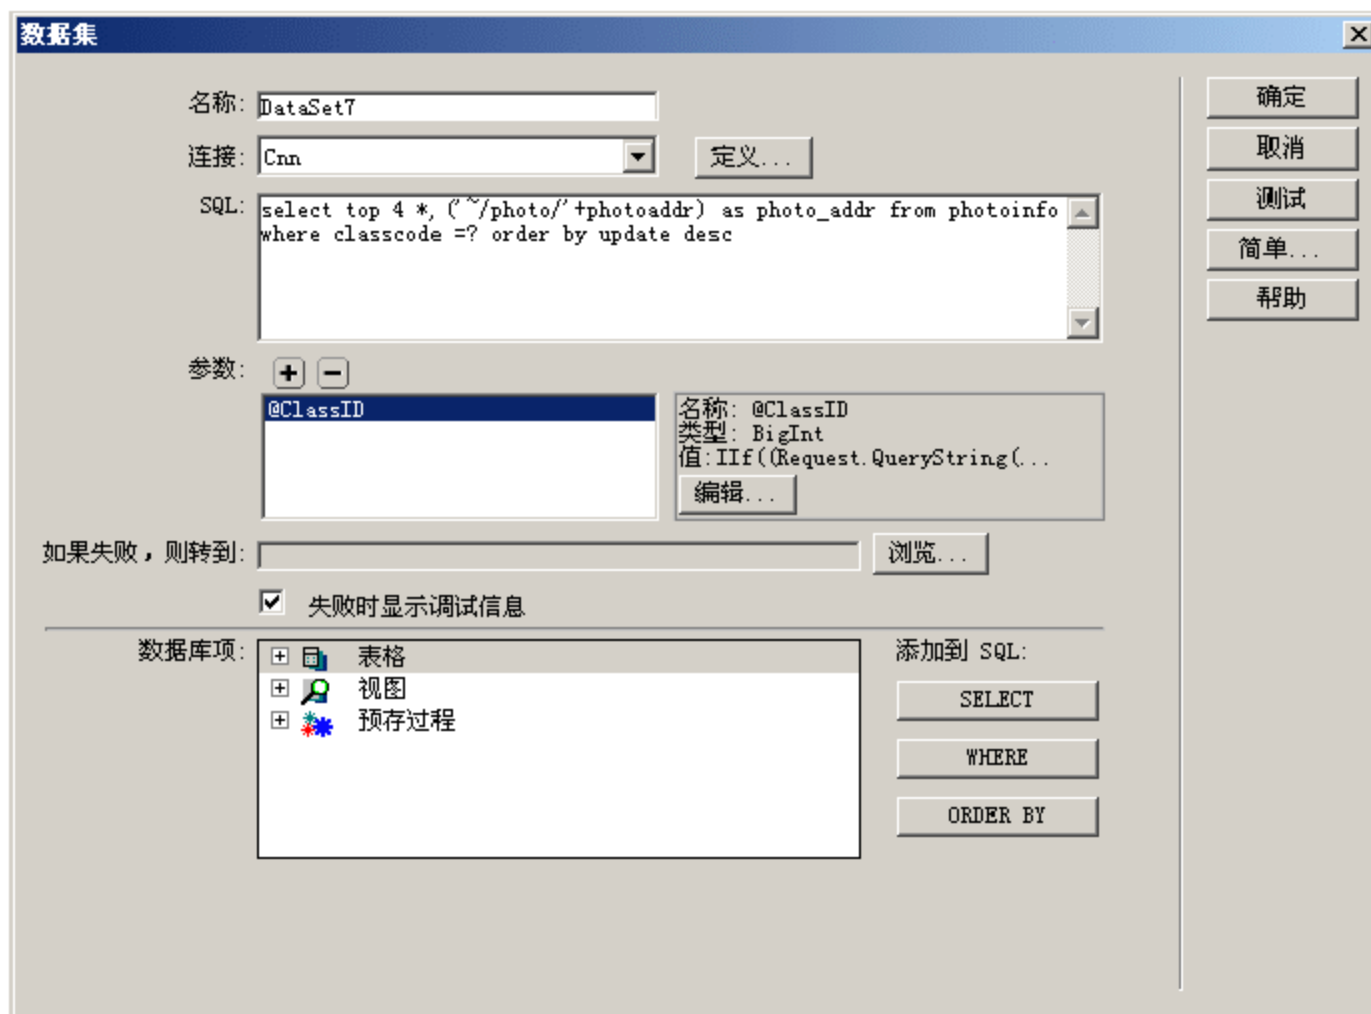 数据集
名称: DataSet7
连接: Cnn
定义...
SQL: select top 4 *, ("~/photo/"+photoaddr) as photo_addr from photoinfo
where classcode =? order by update desc
参数:
@ClassID
名称: @ClassID
类型: BigInt
值:IIf((Request.QueryString(...
编辑...
如果失败，则转到:
浏览...
失败时显示调试信息
数据库项:
表格
视图
预存过程
添加到 SQL:
SELECT
WHERE
ORDER BY
确定
取消
测试
简单...
帮助